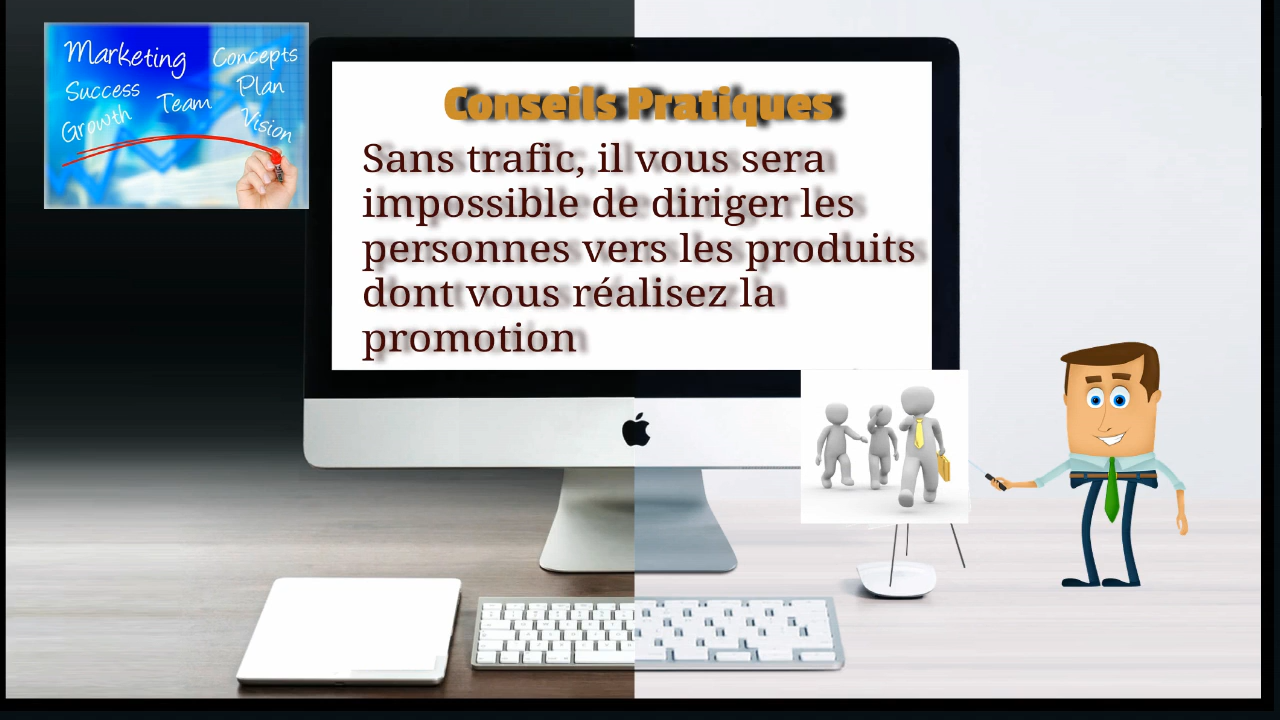 Marketing
Concepts
Success
Plan
Growth
Team
Vision
Conseils Pratiques
Sans trafic, il vous sera
impossible de diriger les
personnes vers les produits
dont vous réalisez la
promotion